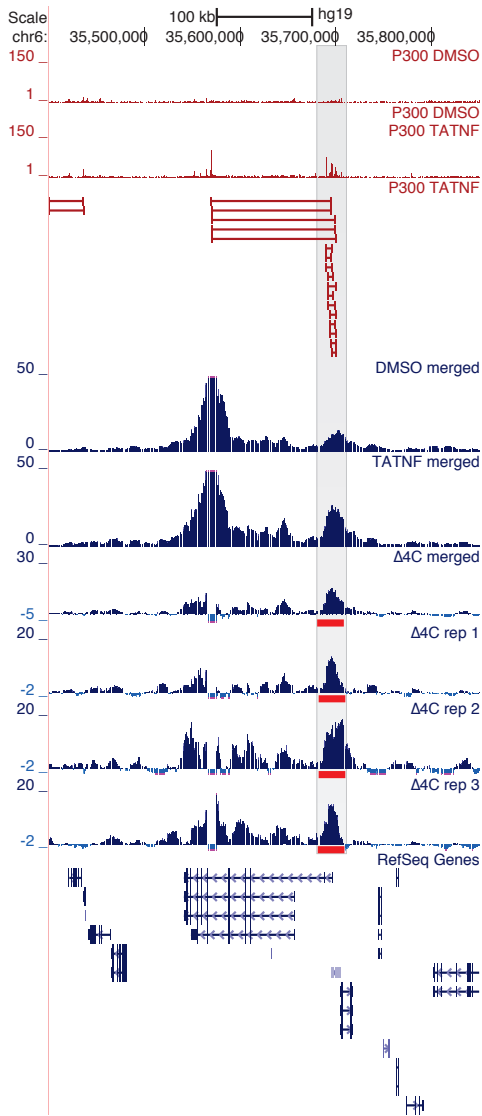 Scale 100 kb hg19
chr6: 35,500,000 35,600,000 35,700,000 35,800,000
P300 DMSO
150
1
P300 DMSO
P300 TATNF
150
1
P300 TATNF
DMSO merged
50
0
TATNF merged
50
0
Δ4C merged
30
-5
Δ4C rep 1
20
-2
Δ4C rep 2
20
-2
Δ4C rep 3
20
-2
RefSeq Genes